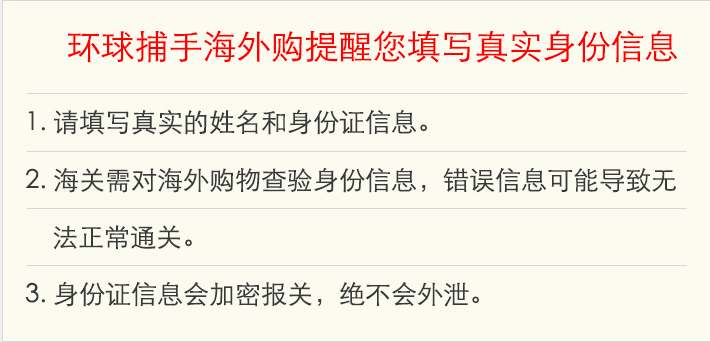 环球捕手海外购提醒您填写真实身份信息
1. 请填写真实的姓名和身份证信息。
2. 海关需对海外购物查验身份信息，错误信息可能导致无
法正常通关。
3. 身份证信息会加密报关，绝不会外泄。